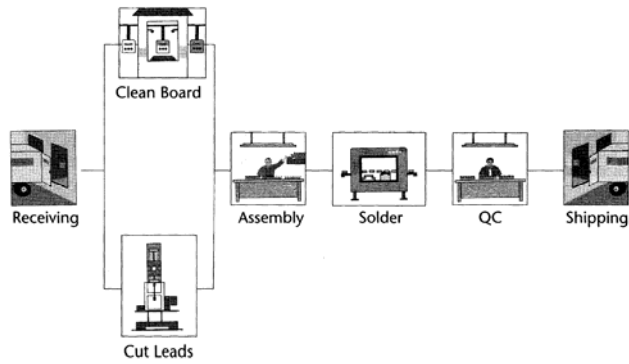 Clean Board
Receiving
Assembly
Solder
QC
Shipping
Cut Leads